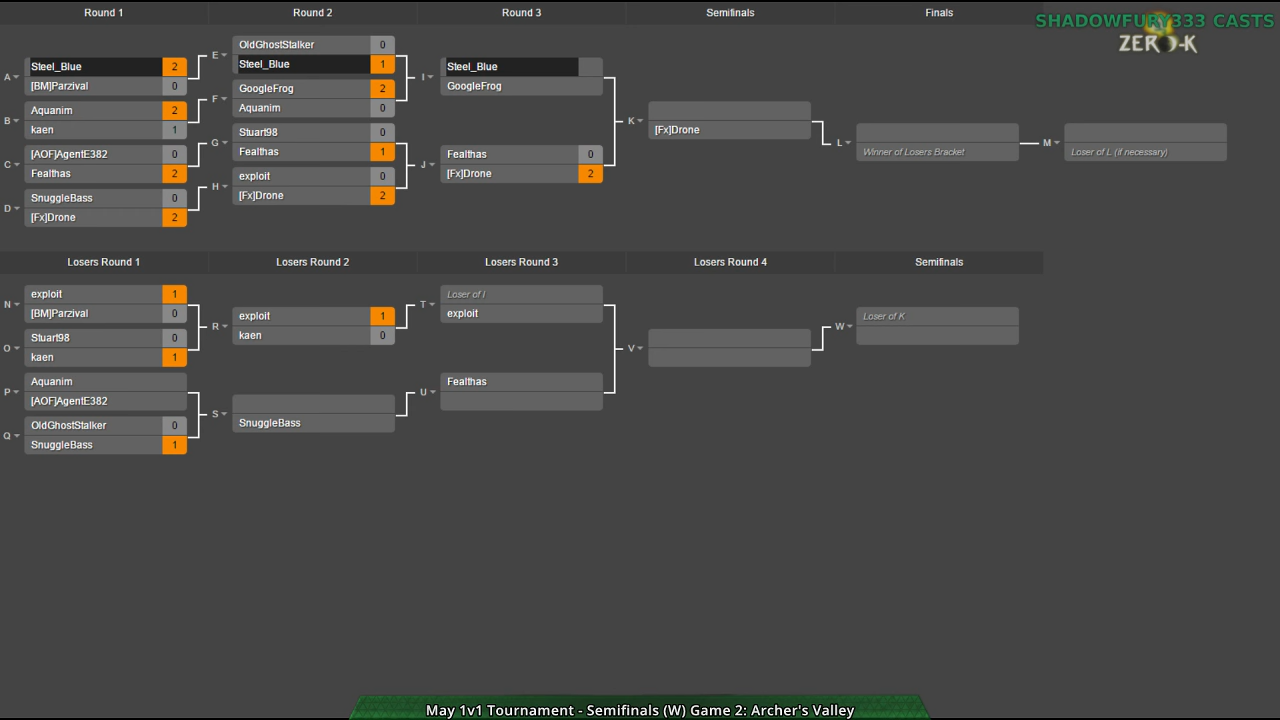 Round 1
Round 2
Round 3
Semifinals
Finals
SHADOWFURY333 CASTS
ZERO-K
A
Steel_Blue 2
[BM]Parzival 0
B
Aquanim 2
kaen 1
C
[AOF]AgentE382 0
Fealthas 2
D
SnuggleBass 0
[Fx]Drone 2
E
OldGhostStalker 0
Steel_Blue 1
F
GoogleFrog 2
Aquanim 0
G
Stuart98 0
Fealthas 1
H
exploit 0
[Fx]Drone 2
I
Steel_Blue
GoogleFrog
J
Fealthas 0
[Fx]Drone 2
K
[Fx]Drone
L
Winner of Losers Bracket
M
Loser of L (if necessary)
Losers Round 1
Losers Round 2
Losers Round 3
Losers Round 4
Semifinals
N
exploit 1
[BM]Parzival 0
O
Stuart98 0
kaen 1
P
Aquanim
[AOF]AgentE382
Q
OldGhostStalker 0
SnuggleBass 1
R
exploit 1
kaen 0
S
SnuggleBass
T
Loser of I
exploit
U
Fealthas
V
W
Loser of K
May 1v1 Tournament - Semifinals (W) Game 2: Archer's Valley